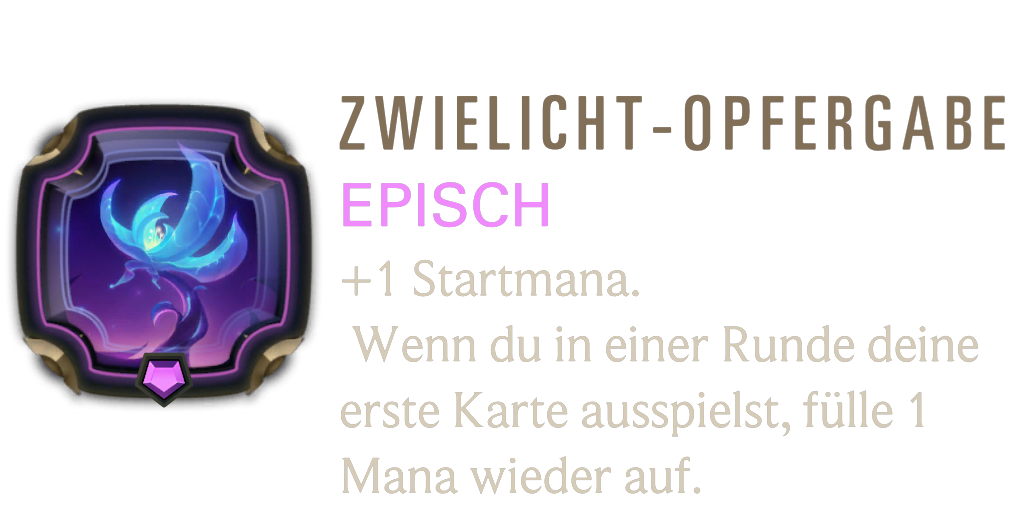 ZWIELICHT-OPFERGABE
EPISCH
+1 Startmana.
Wenn du in einer Runde deine
erste Karte ausspielst, fülle 1
Mana wieder auf.